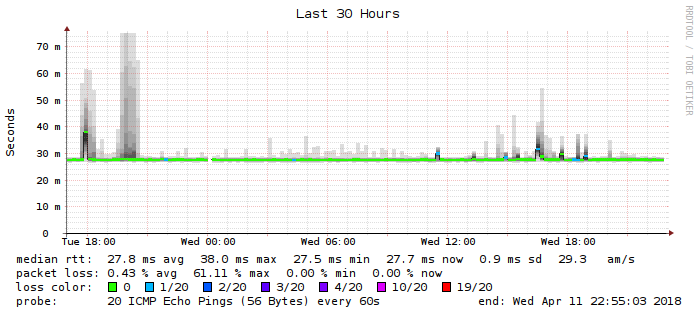 Last 30 Hours
RRDTOOL / TOBI OETIKER
Seconds
70 m
60 m
50 m
40 m
30 m
20 m
10 m
0
Tue 18:00 Wed 00:00 Wed 06:00 Wed 12:00 Wed 18:00
median rtt: 27.8 ms avg 38.0 ms max 27.5 ms min 27.7 ms now 0.9 ms sd 29.3 am/s
packet loss: 0.43 % avg 61.11 % max 0.00 % min 0.00 % now
loss color: 0 1/20 2/20 3/20 4/20 10/20 19/20
probe: 20 ICMP Echo Pings (56 Bytes) every 60s end: Wed Apr 11 22:55:03 2018